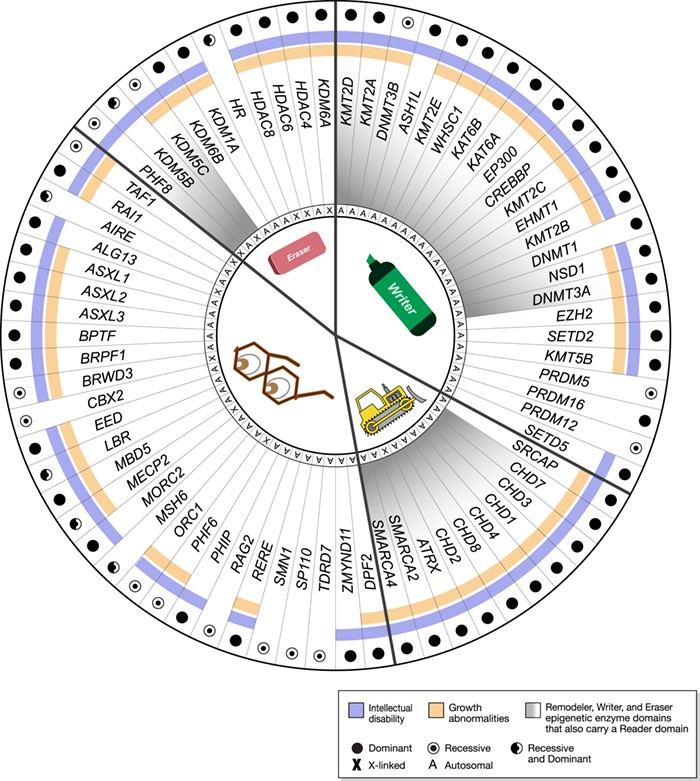 KMT2D
KMT2A
DNMT3B
ASH1L
KMT2E
WHSC1
KAT6B
KAT6A
EP300
CREBBP
KMT2C
EHMT1
KMT2B
DNMT1
NSD1
DNMT3A
EZH2
SETD2
KMT5B
PRDM5
PRDM16
PRDM12
SETD5
SRCAP
CHD7
CHD3
CHD1
CHD4
CHD8
CHD2
ATRX
SMARCA2
SMARCA4
DPF2
ZMYND11
TDRD7
SP110
SMN1
RERE
RAG2
PHIP
PHF6
ORC1
MSH6
MORC2
MECP2
MBD5
LBR
EED
CBX2
BRWD3
BRPF1
BPTF
ASXL3
ASXL2
ASXL1
ALG13
AIRE
RAI1
TAF1
PHF8
KDM5B
KDM5C
KDM6B
KDM1A
HR
HDAC8
HDAC6
HDAC4
KDM6A
Eraser
Writer
Intellectual
disability
Growth
abnormalities
Remodeler, Writer, and Eraser
epigenetic enzyme domains
that also carry a Reader domain
Dominant
Recessive
Recessive
and Dominant
X X-linked
A Autosomal